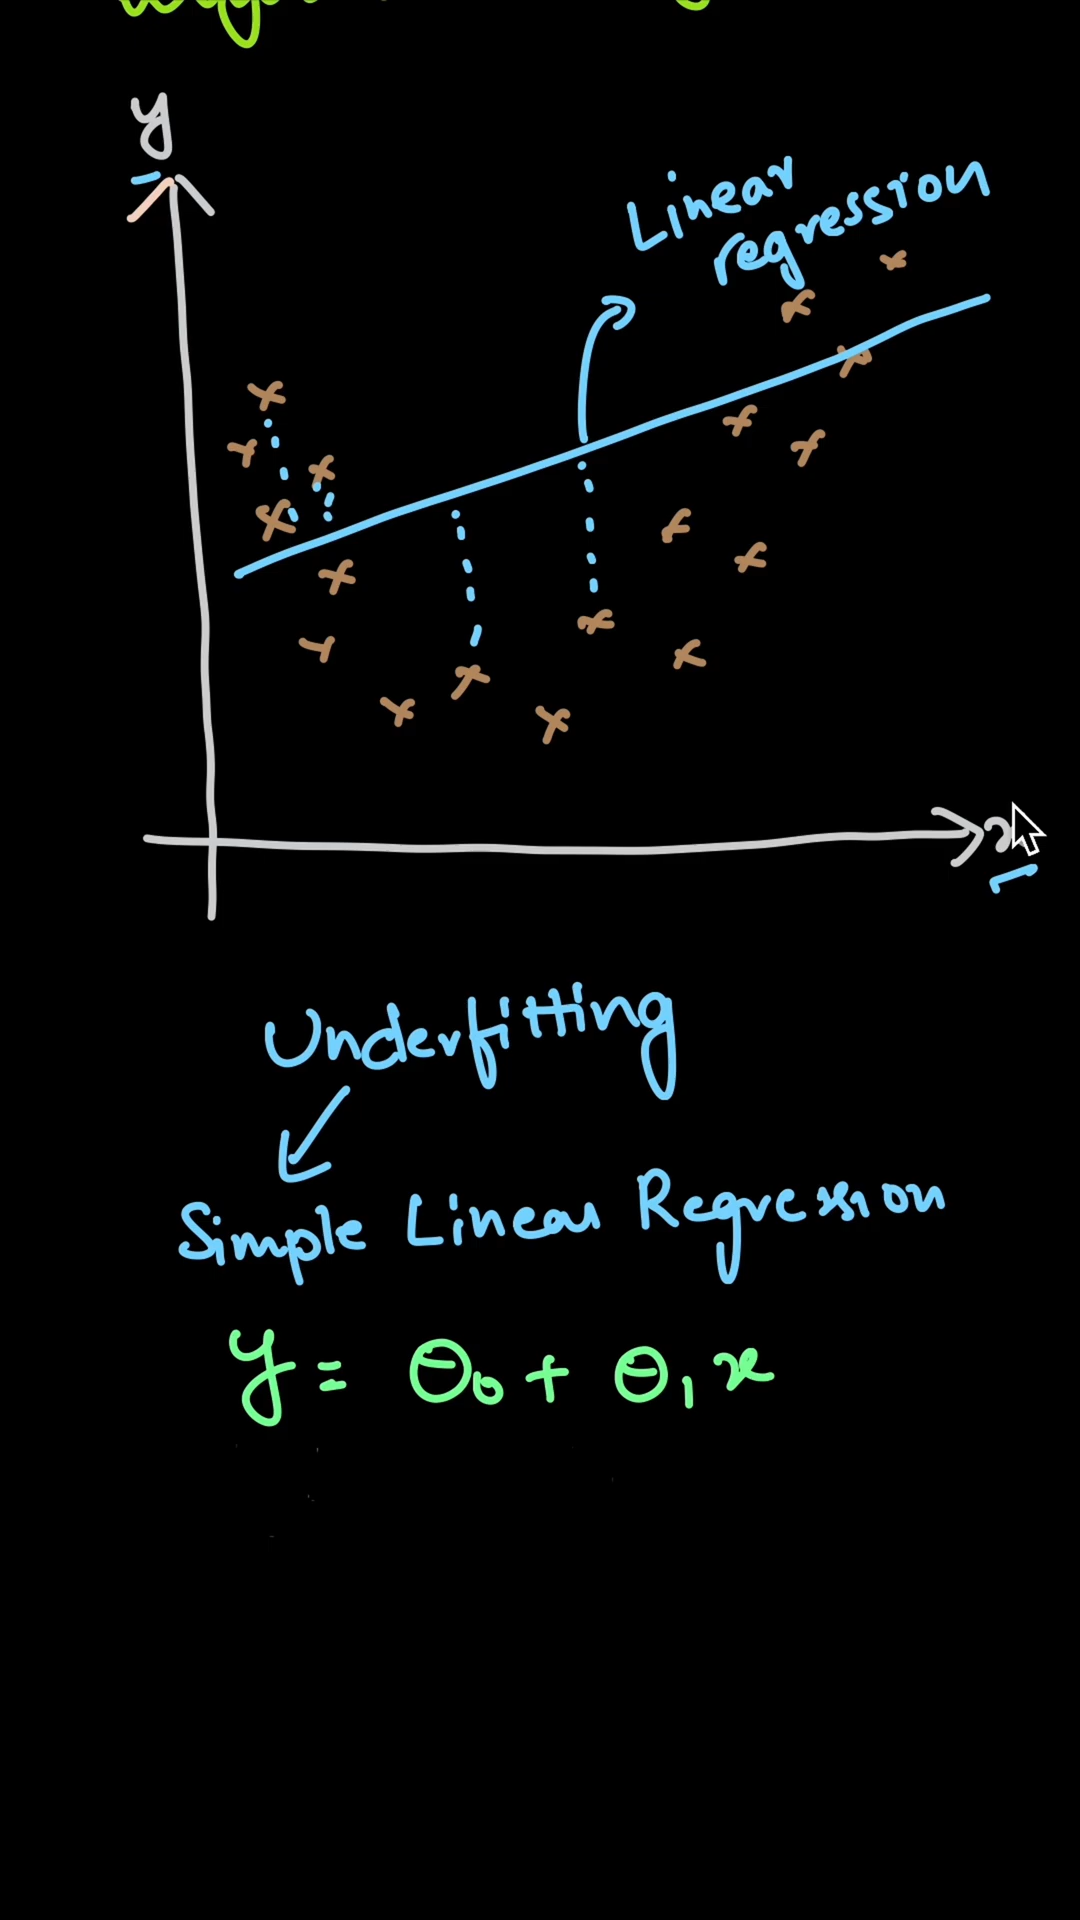 y
Linear
regression
Underfitting
Simple Linear Regression
y = θ₀ + θ₁x